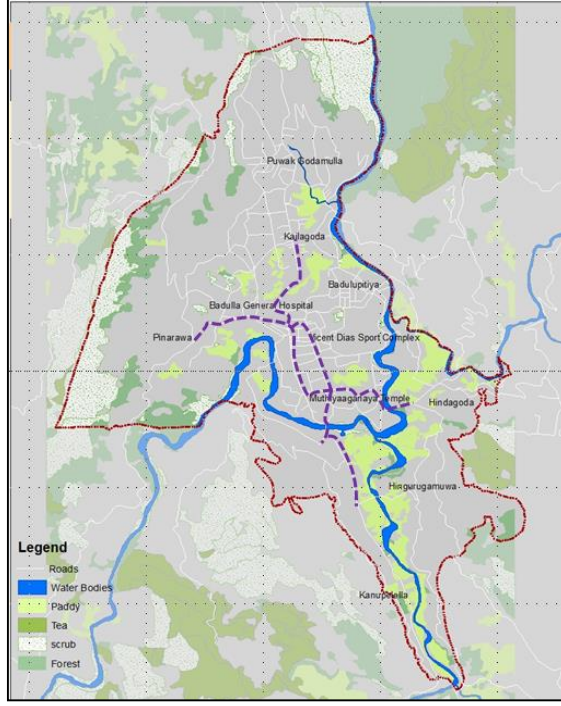 Puwak Godamulla
Kailagoda
Badulupitiya
Badulla General Hospital
Pinarawa
Vicent Dias Sport Complex
Muthiyaaganaya Temple
Hindagoda
Hingurugamuwa
Kanupelella
Legend
Roads
Water Bodies
Paddy
Tea
scrub
Forest